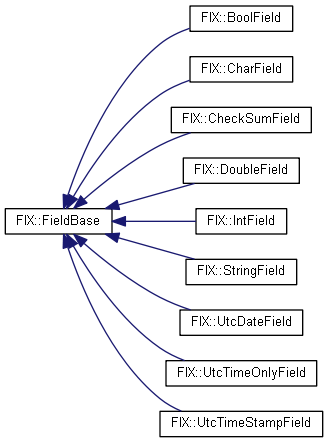 FIX::BoolField
FIX::CharField
FIX::CheckSumField
FIX::DoubleField
FIX::FieldBase
FIX::IntField
FIX::StringField
FIX::UtcDateField
FIX::UtcTimeOnlyField
FIX::UtcTimeStampField